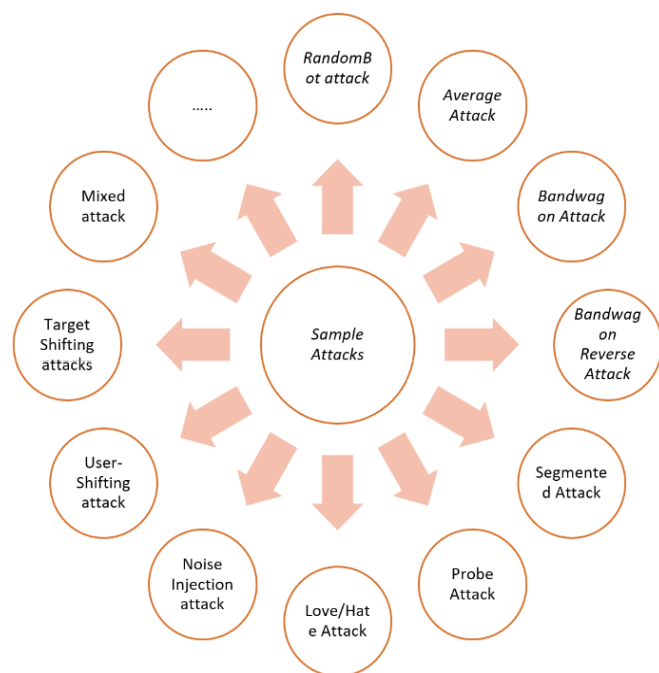 RandomB
ot attack
Average
Attack
Bandwag
on Attack
Bandwag
on
Reverse
Attack
Segmente
d Attack
Probe
Attack
Love/Hat
e Attack
Noise
Injection
attack
User-
Shifting
attack
Target
Shifting
attacks
Mixed
attack
…..
Sample
Attacks